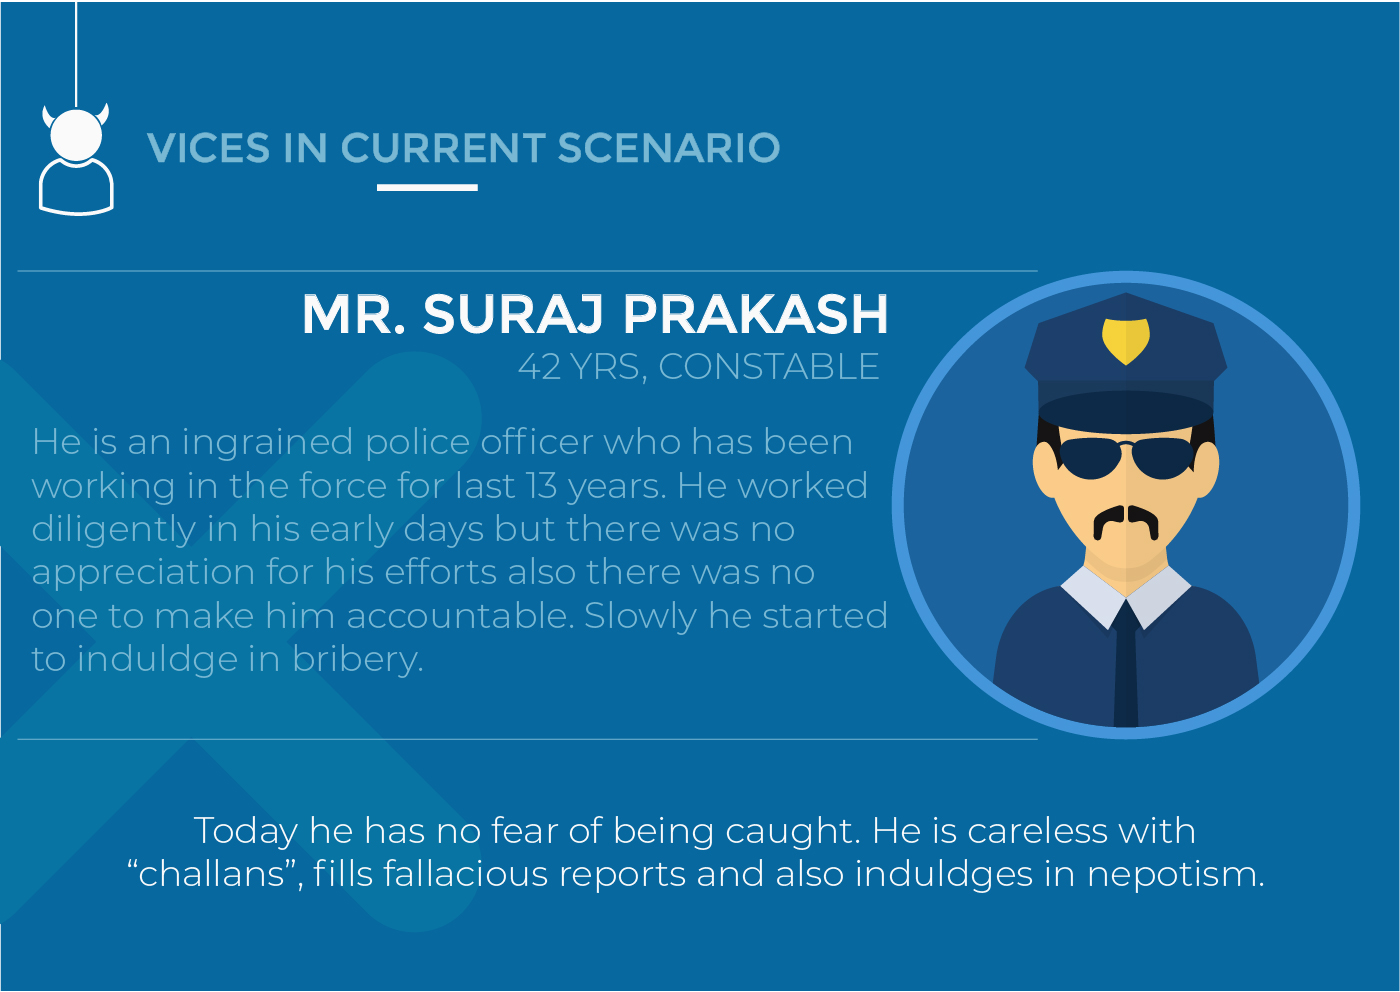 VICES IN CURRENT SCENARIO
MR. SURAJ PRAKASH
42 YRS, CONSTABLE
He is an ingrained police officer who has been
working in the force for last 13 years. He worked
diligently in his early days but there was no
appreciation for his efforts also there was no
one to make him accountable. Slowly he started
to induldge in bribery.
Today he has no fear of being caught. He is careless with
“challans”, fills fallacious reports and also induldges in nepotism.